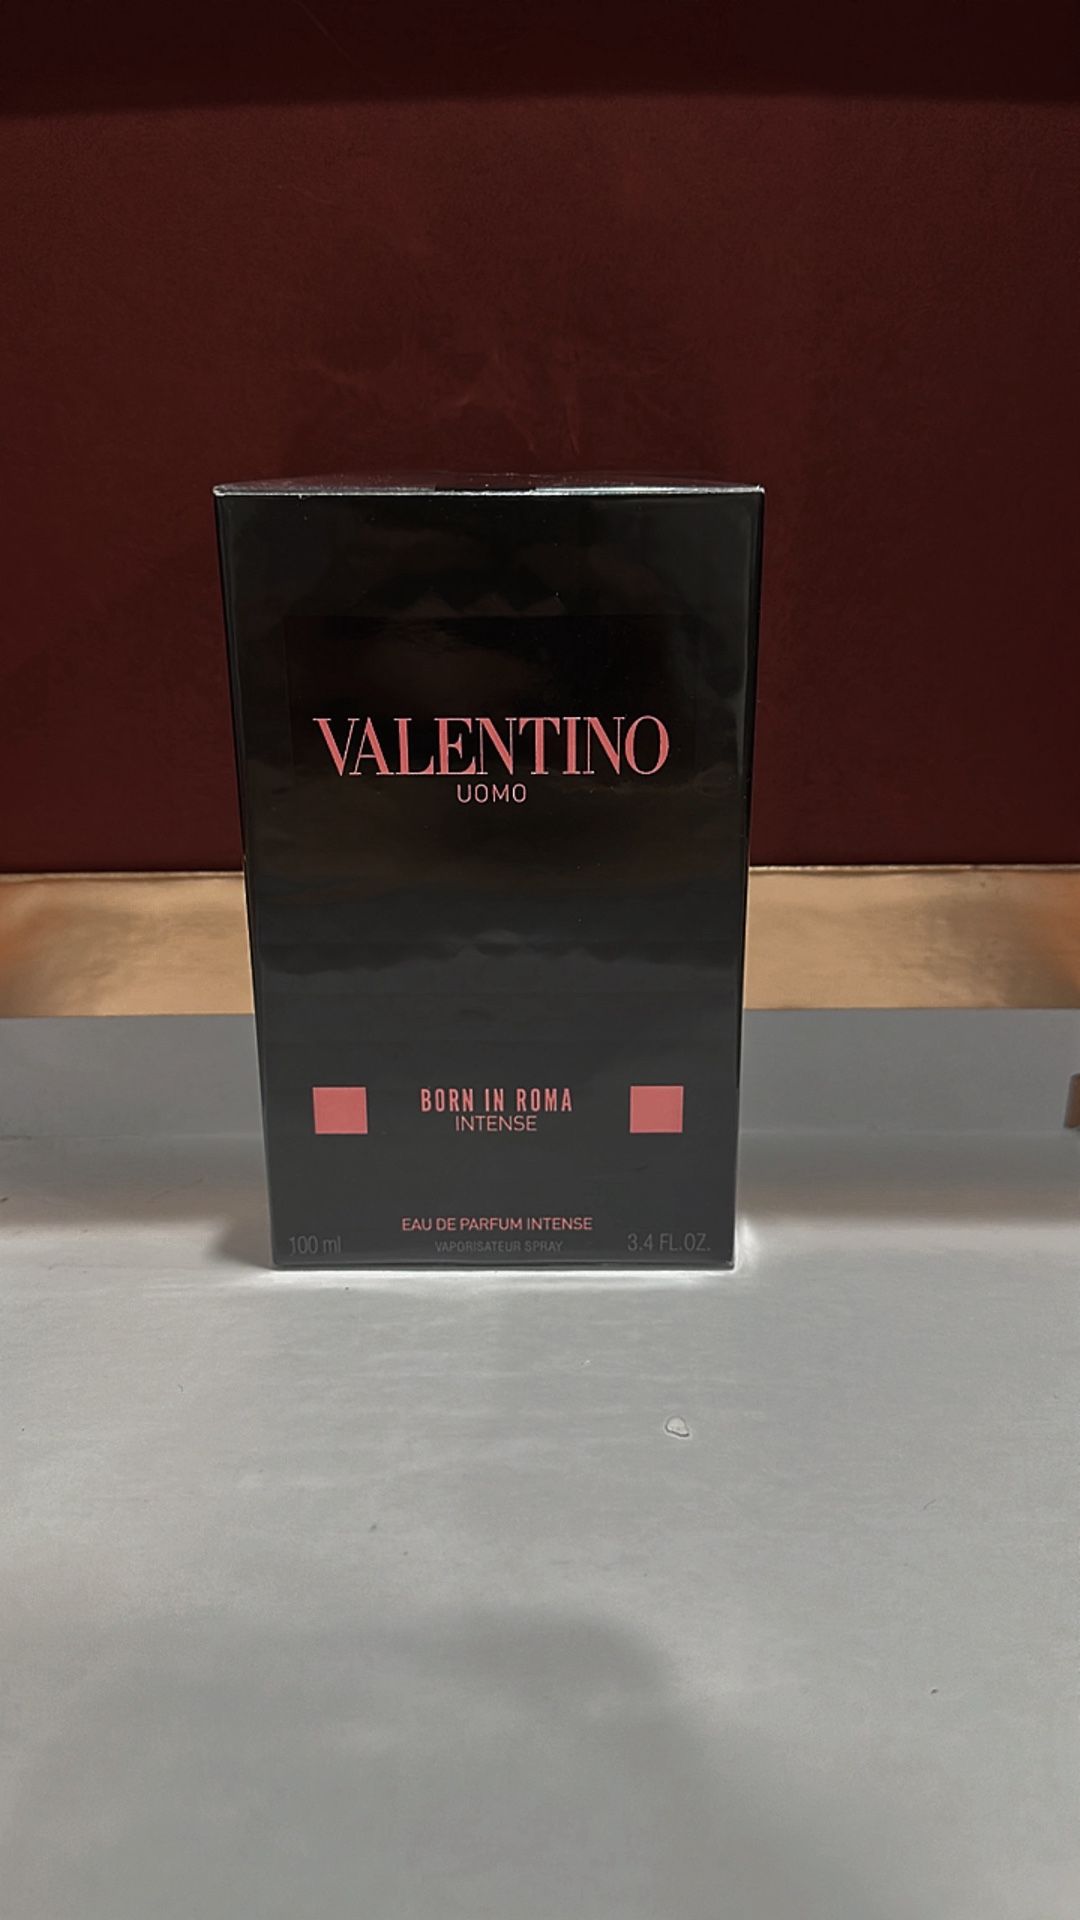 VALENTINO
UOMO
BORN IN ROMA
INTENSE
EAU DE PARFUM INTENSE
100 ml VAPORISATEUR SPRAY 3.4 FL.OZ.